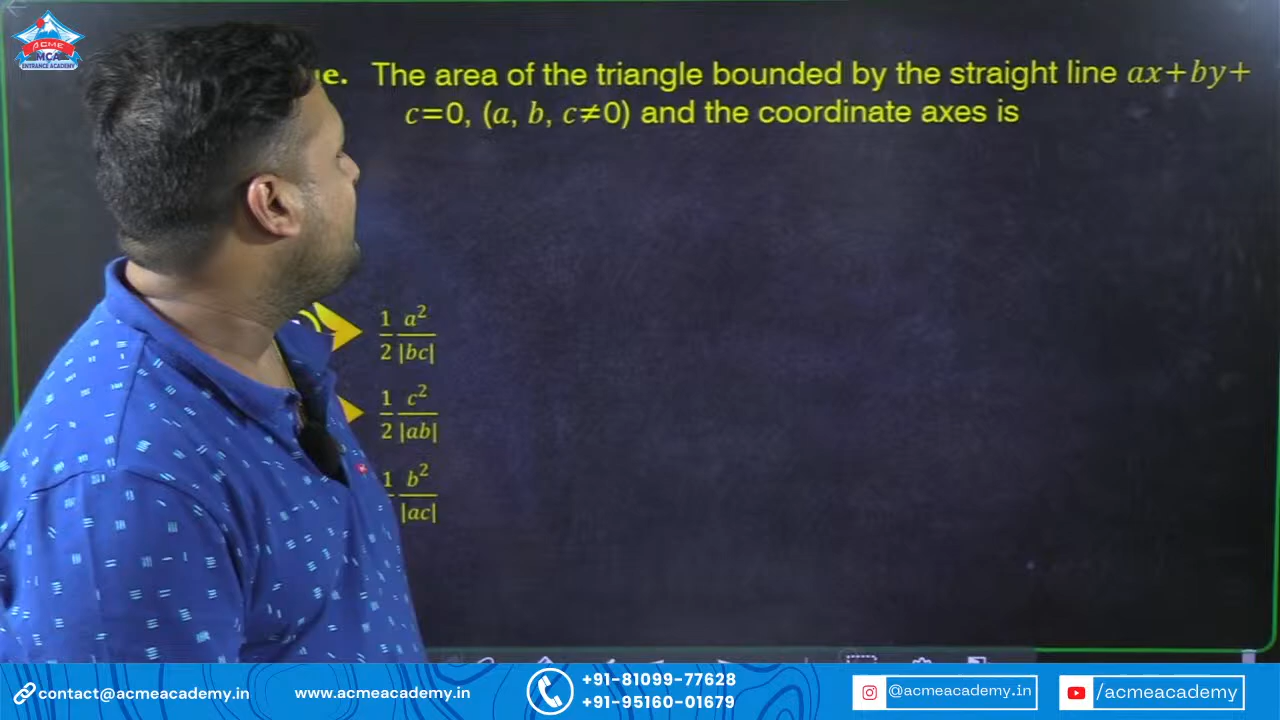 ACME
MCA
ENTRANCE ACADEMY
ue. The area of the triangle bounded by the straight line ax+by+
c=0, (a, b, c≠0) and the coordinate axes is
1/2 a²/|bc|
1/2 c²/|ab|
1 b²/|ac|
contact@acmeacademy.in
www.acmeacademy.in
+91-81099-77628
+91-95160-01679
@acmeacademy.in
/acmeacademy